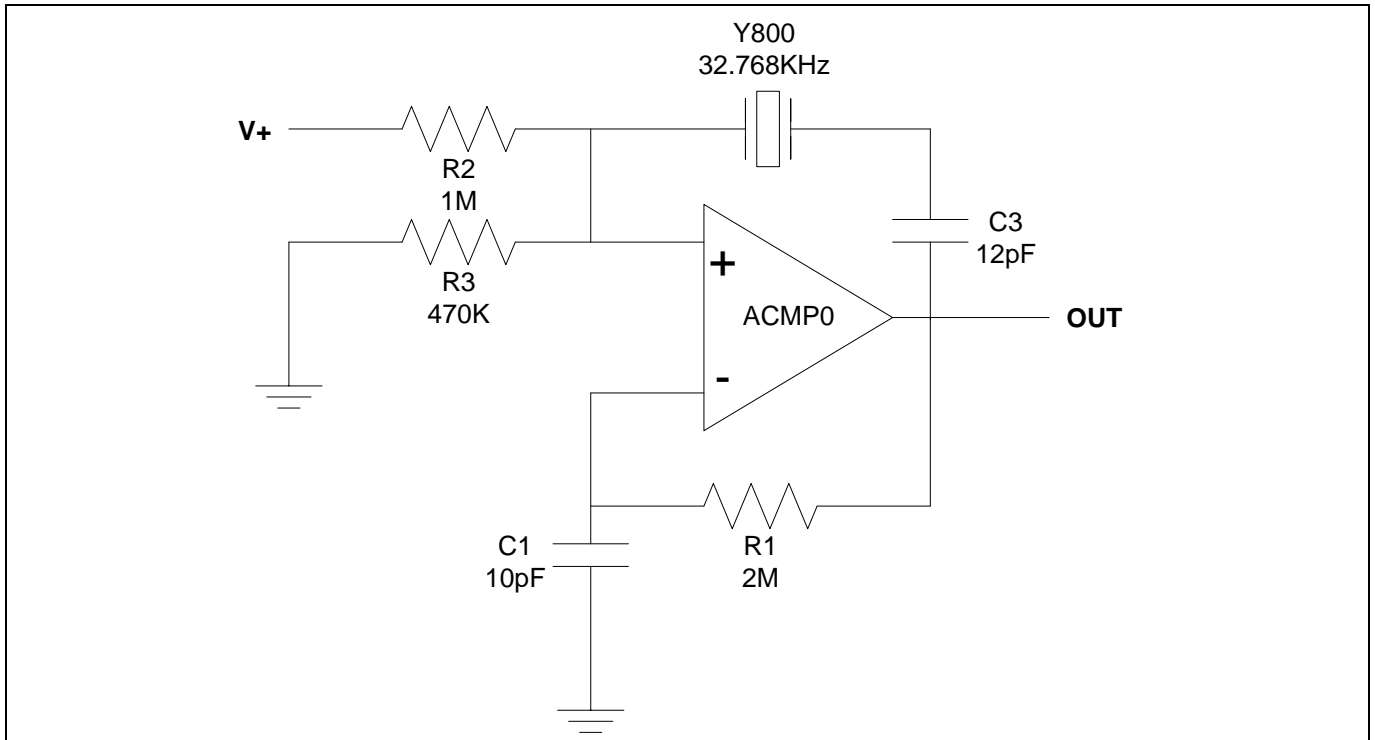 Y800
32.768KHz
V+
R2
1M
C3
12pF
R3
470K
+
ACMP0
OUT
-
C1
10pF
R1
2M